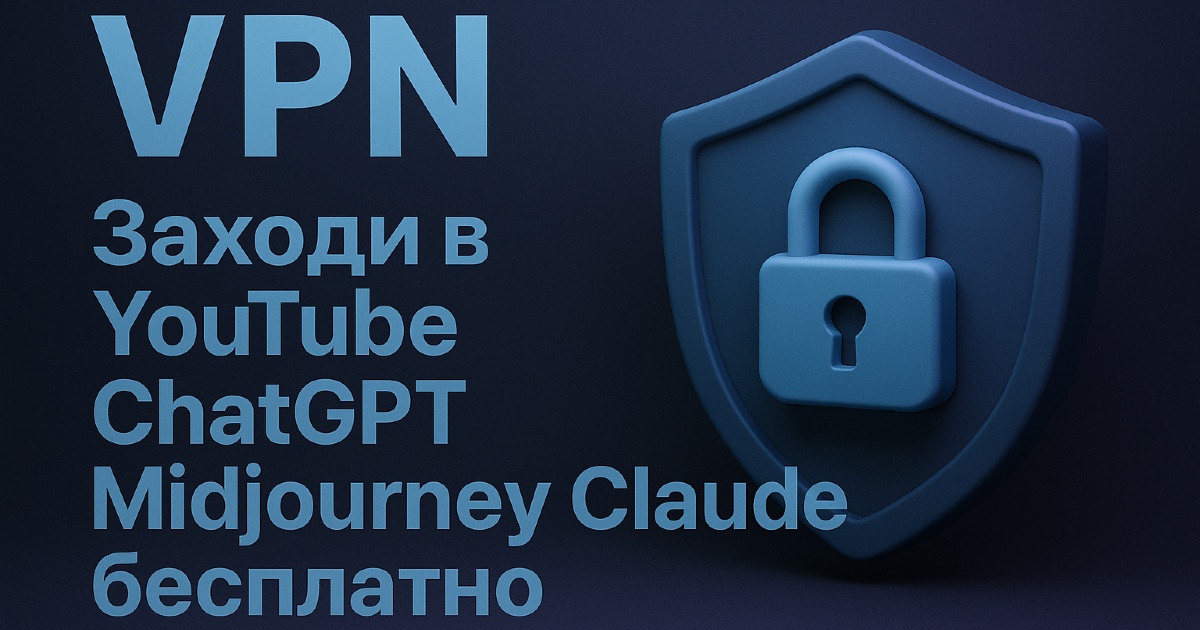 VPN
Заходи в
YouTube
ChatGPT
Midjourney Claude
бесплатно